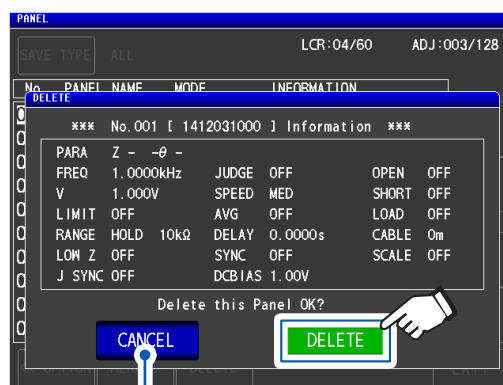 PANEL
SAVE TYPE ALL LCR:04/60 ADJ:003/128
No. PANEL NAME MODE INFORMATION
DELETE
*** No.001 [ 1412031000 ] Information ***
PARA Z - -θ -
FREQ 1.0000kHz JUDGE OFF OPEN OFF
V 1.000V SPEED MED SHORT OFF
LIMIT OFF AVG OFF LOAD OFF
RANGE HOLD 10kΩ DELAY 0.0000s CABLE 0m
LOW Z OFF SYNC OFF SCALE OFF
J SYNC OFF DCBIAS 1.00V
Delete this Panel OK?
CANCEL DELETE
DELETE EXIT